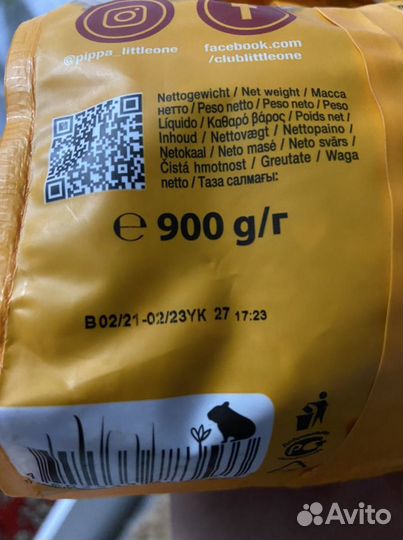 @pippa_littleone
facebook.com
/clublittleone
Nettogewicht / Net weight / Масса
нетто / Peso netto / Peso neto / Peso
Líquido / Καθαρό βάρος / Poids net /
Inhoud / Nettovægt / Nettopaino /
Netokaal / Neto masė / Neto svārs /
Čistá hmotnost / Greutate / Waga
netto / Таза салмағы:
℮ 900 g/г
B 02/21-02/23YK 27 17:23
Avito